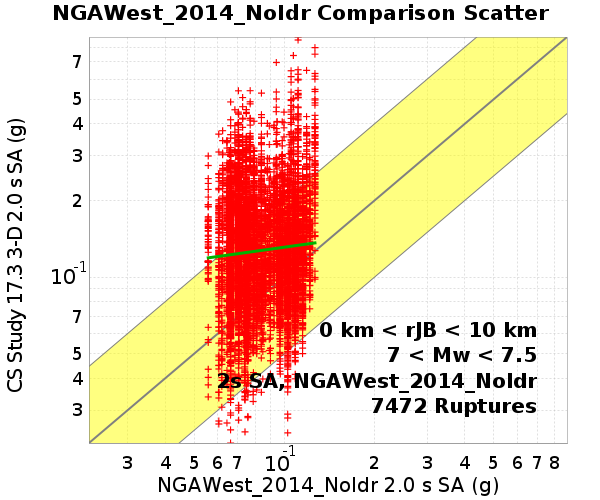 NGAWest_2014_NoIdr Comparison Scatter
CS Study 17.3 3-D 2.0 s SA (g)
7
5
4
3
2
10-1
7
5
4
3
0 km < rJB < 10 km
7 < Mw < 7.5
2s SA, NGAWest_2014_NoIdr
7472 Ruptures
3 4 5 6 7 10-1 2 3 4 5 6 7 8
NGAWest_2014_NoIdr 2.0 s SA (g)